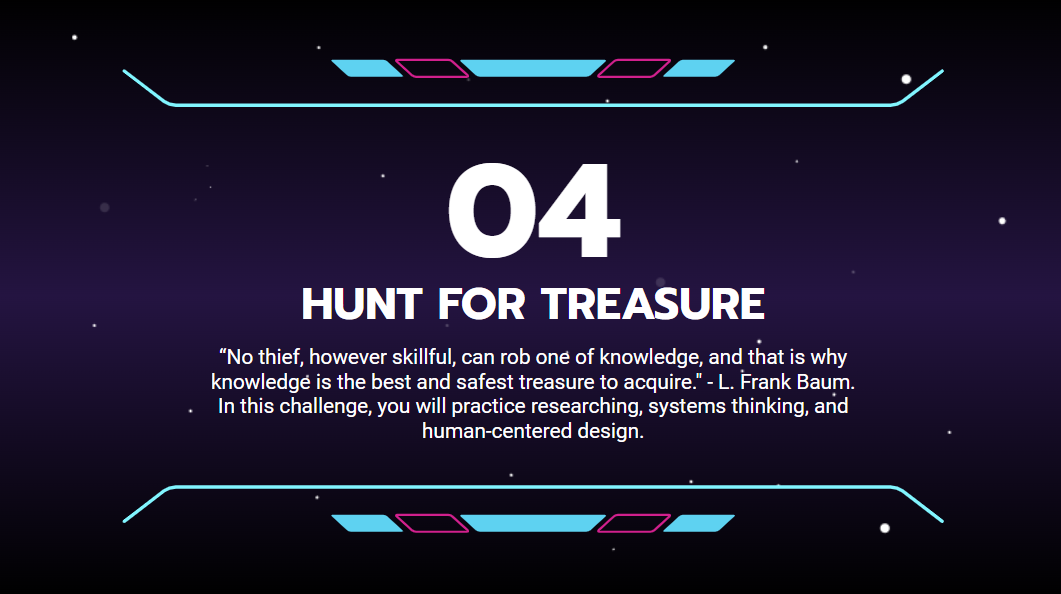 04
HUNT FOR TREASURE
“No thief, however skillful, can rob one of knowledge, and that is why
knowledge is the best and safest treasure to acquire." - L. Frank Baum.
In this challenge, you will practice researching, systems thinking, and
human-centered design.